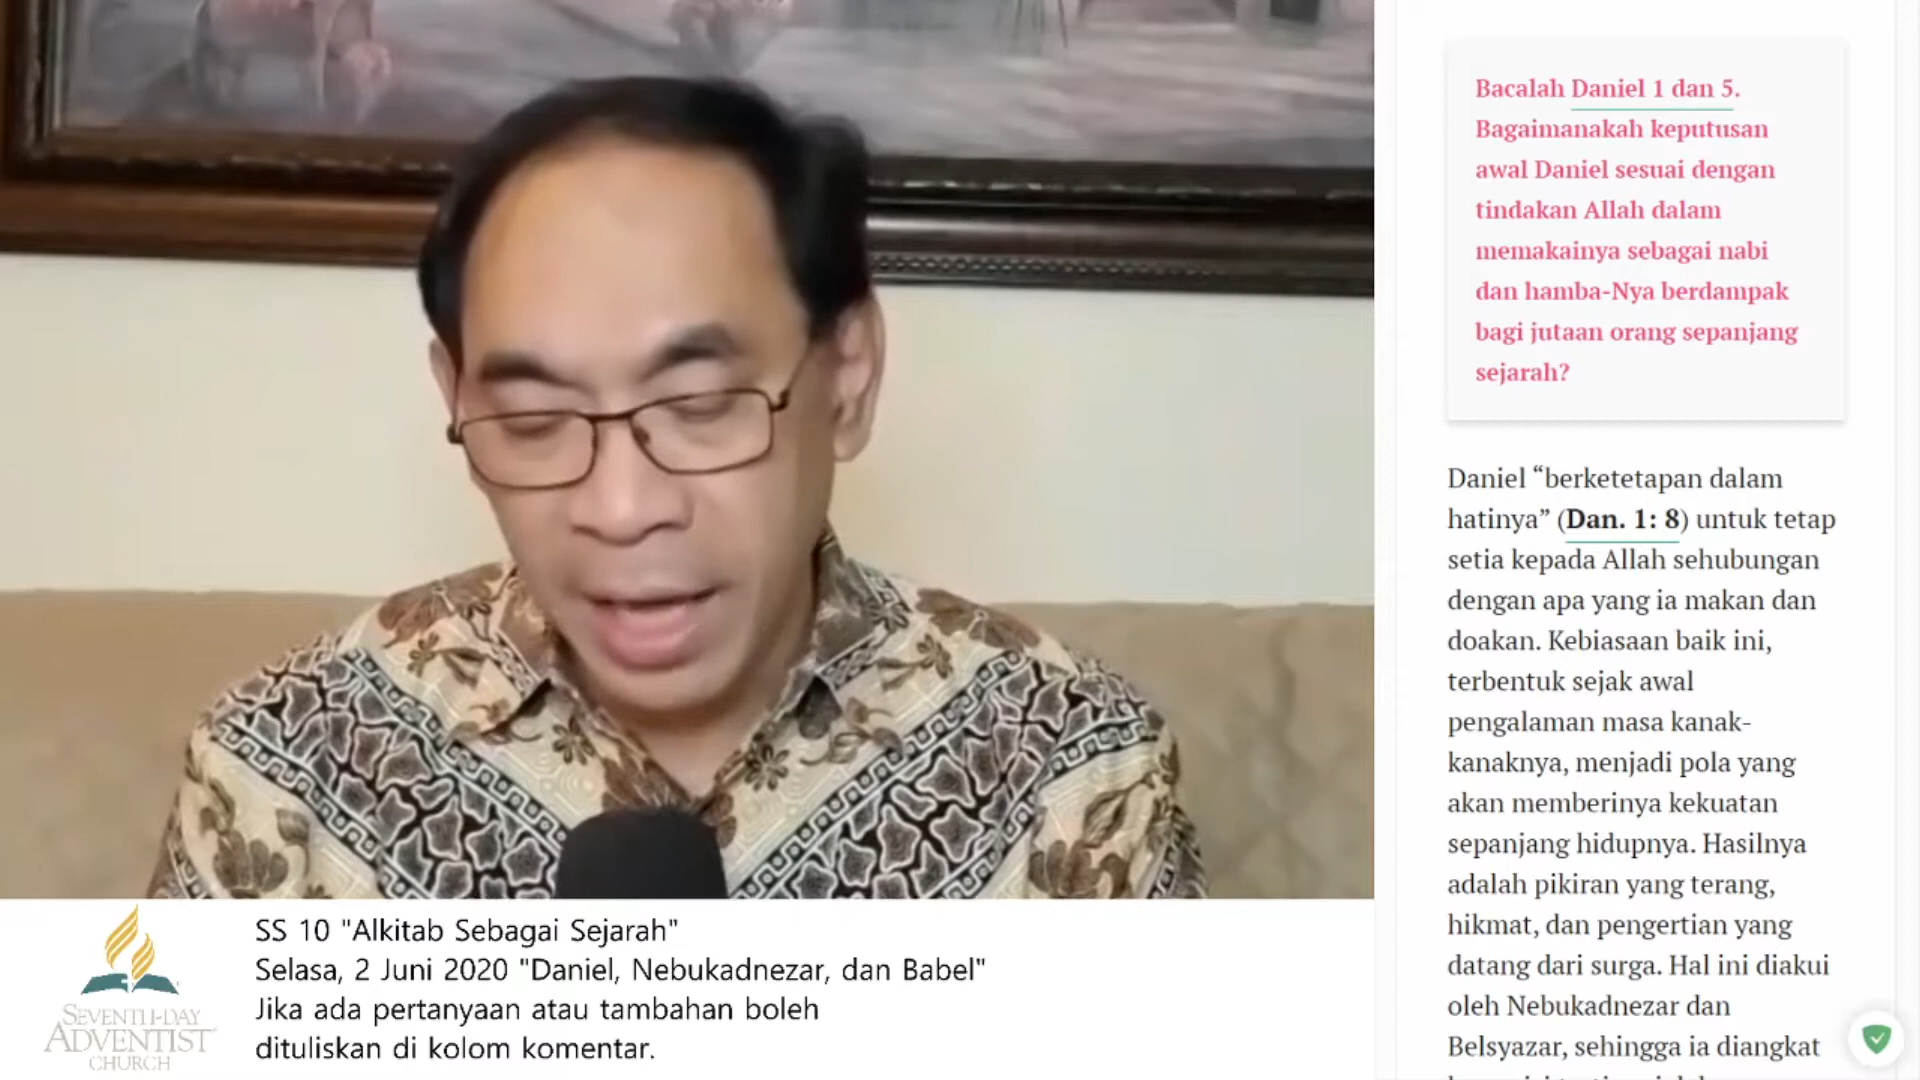 Bacalah Daniel 1 dan 5.
Bagaimanakah keputusan
awal Daniel sesuai dengan
tindakan Allah dalam
memakainya sebagai nabi
dan hamba-Nya berdampak
bagi jutaan orang sepanjang
sejarah?
Daniel “berketetapan dalam
hatinya” (Dan. 1: 8) untuk tetap
setia kepada Allah sehubungan
dengan apa yang ia makan dan
doakan. Kebiasaan baik ini,
terbentuk sejak awal
pengalaman masa kanak-
kanaknya, menjadi pola yang
akan memberinya kekuatan
sepanjang hidupnya. Hasilnya
adalah pikiran yang terang,
hikmat, dan pengertian yang
datang dari surga. Hal ini diakui
oleh Nebukadnezar dan
Belsyazar, sehingga ia diangkat
SEVENTH-DAY
ADVENTIST
CHURCH
SS 10 "Alkitab Sebagai Sejarah"
Selasa, 2 Juni 2020 "Daniel, Nebukadnezar, dan Babel"
Jika ada pertanyaan atau tambahan boleh
dituliskan di kolom komentar.